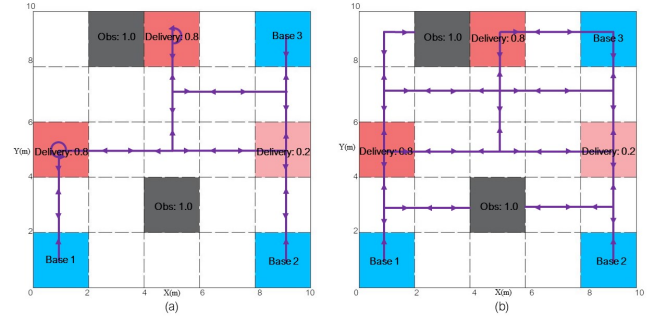 10
10
Obs: 1.0
Delivery: 0.8
Base 3
Obs: 1.0
Delivery: 0.8
Base 3
8
8
6
6
Y(m)
Delivery: 0.8
Delivery: 0.2
Y(m)
Delivery: 0.8
Delivery: 0.2
4
4
Obs: 1.0
Obs: 1.0
2
2
Base 1
Base 2
Base 1
Base 2
0
0
2
4
X(m)
6
8
10
0
2
4
X(m)
6
8
10
(a)
(b)